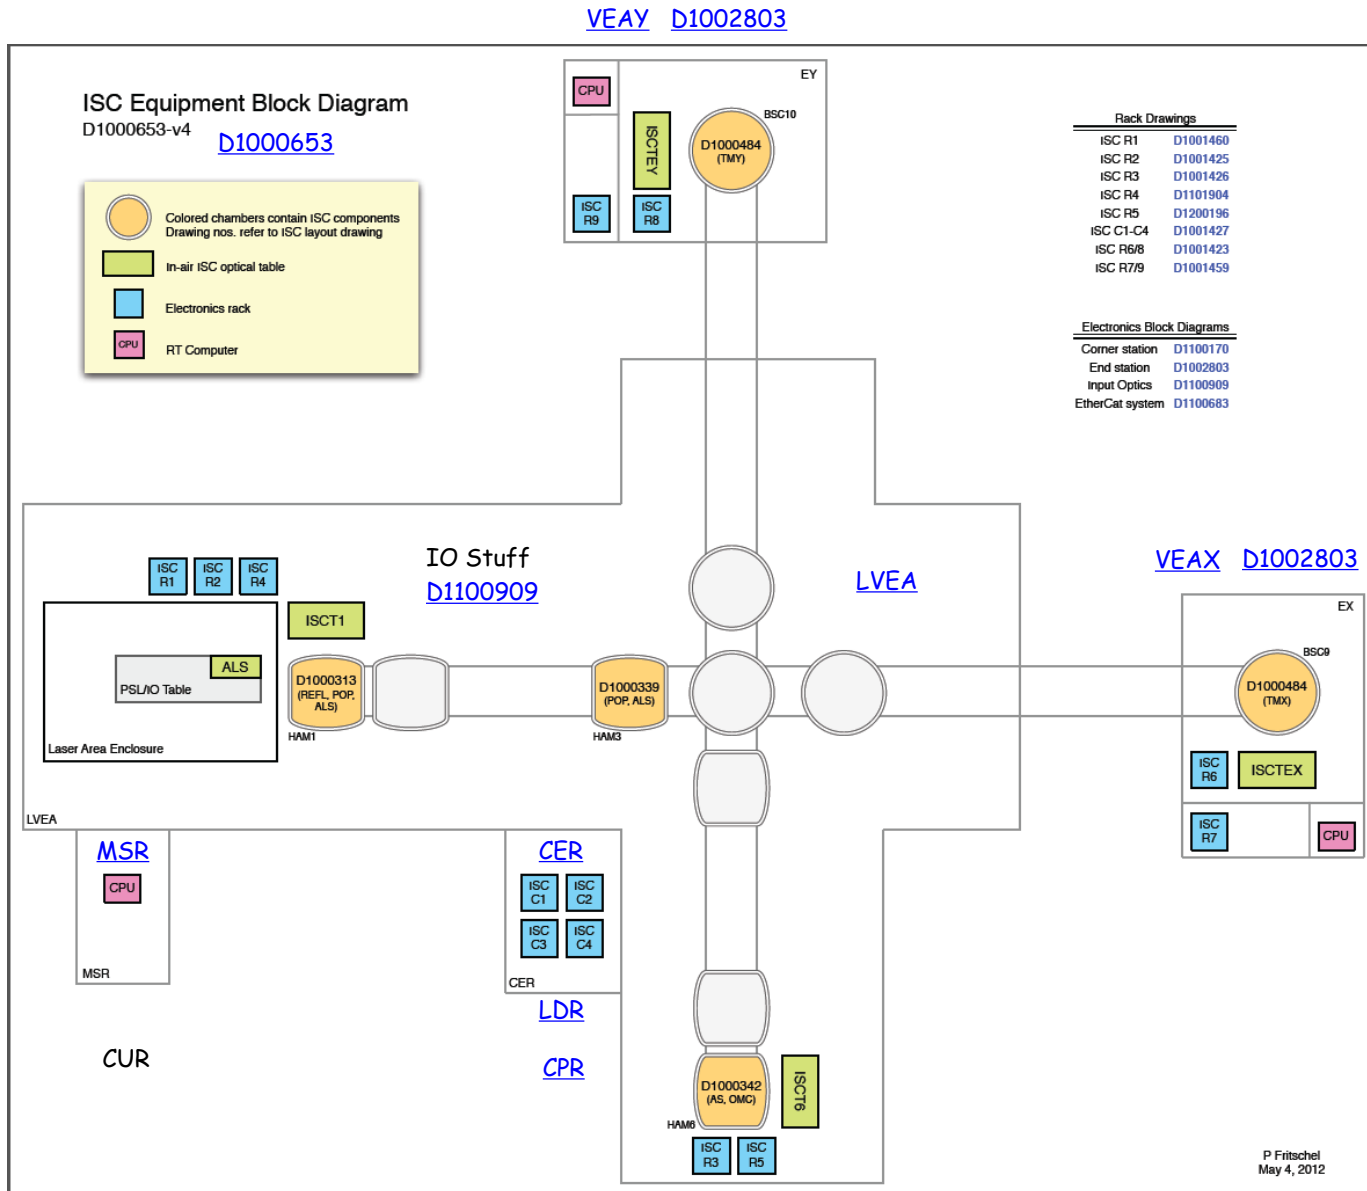 VEAY D1002803
ISC Equipment Block Diagram
D1000653-v4
D1000653
Colored chambers contain ISC components
Drawing nos. refer to ISC layout drawing
In-air ISC optical table
Electronics rack
CPU
RT Computer
EY
CPU
ISCTEY
BSC10
D1000484
(TMY)
ISC
R9
ISC
R8
Rack Drawings
ISC R1 D1001460
ISC R2 D1001425
ISC R3 D1001426
ISC R4 D1101904
ISC R5 D1200196
ISC C1-C4 D1001427
ISC R6/8 D1001423
ISC R7/9 D1001459
Electronics Block Diagrams
Corner station D1100170
End station D1002803
Input Optics D1100909
EtherCat system D1100683
IO Stuff
D1100909
LVEA
VEAX D1002803
ISC
R1
ISC
R2
ISC
R4
ISCT1
ALS
PSL/IO Table
Laser Area Enclosure
D1000313
(REFL, POP,
ALS)
HAM1
D1000339
(POP, ALS)
HAM3
EX
BSC9
D1000484
(TMX)
ISC
R6
ISCTEX
ISC
R7
CPU
LVEA
MSR
CPU
MSR
CER
ISC
C1
ISC
C2
ISC
C3
ISC
C4
CER
LDR
CUR
CPR
D1000342
(AS, OMC)
HAM6
ISCT6
ISC
R3
ISC
R5
P Fritschel
May 4, 2012